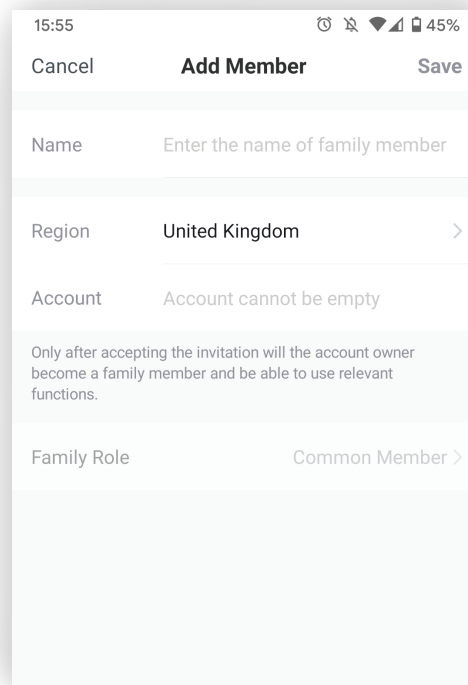 15:55 45%
Cancel Add Member Save
Name Enter the name of family member
Region United Kingdom
Account Account cannot be empty
Only after accepting the invitation will the account owner
become a family member and be able to use relevant
functions.
Family Role Common Member